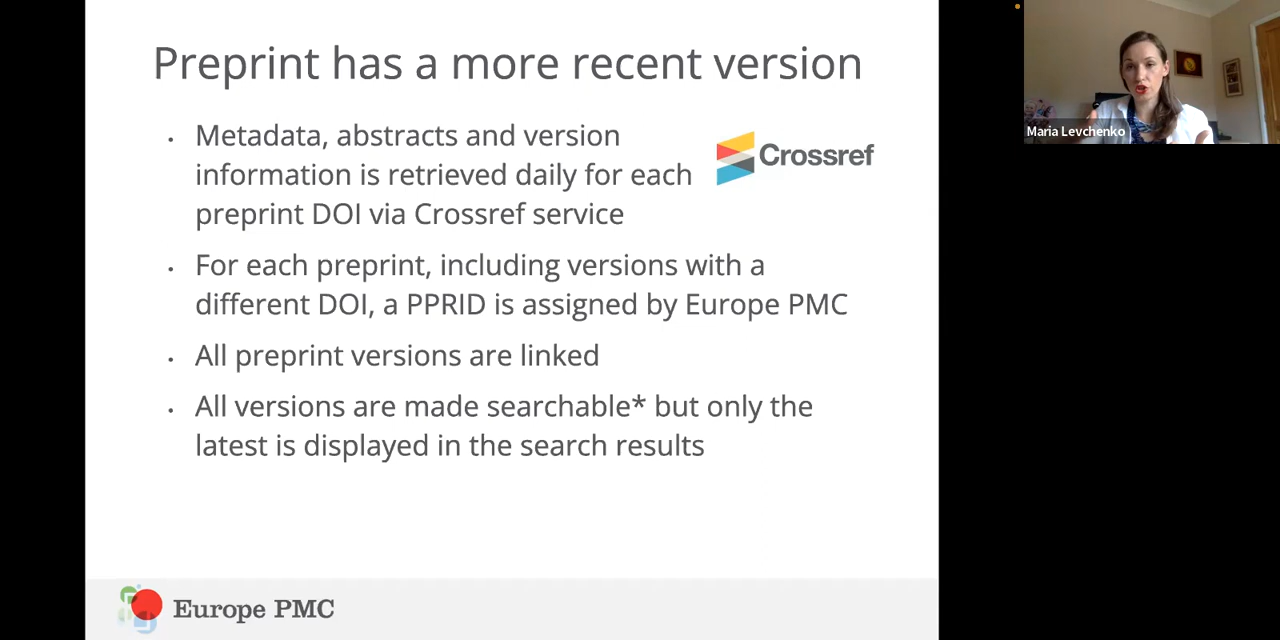 Preprint has a more recent version
Metadata, abstracts and version
information is retrieved daily for each
preprint DOI via Crossref service
Crossref
For each preprint, including versions with a
different DOI, a PPRID is assigned by Europe PMC
All preprint versions are linked
All versions are made searchable* but only the
latest is displayed in the search results
Europe PMC
Maria Levchenko